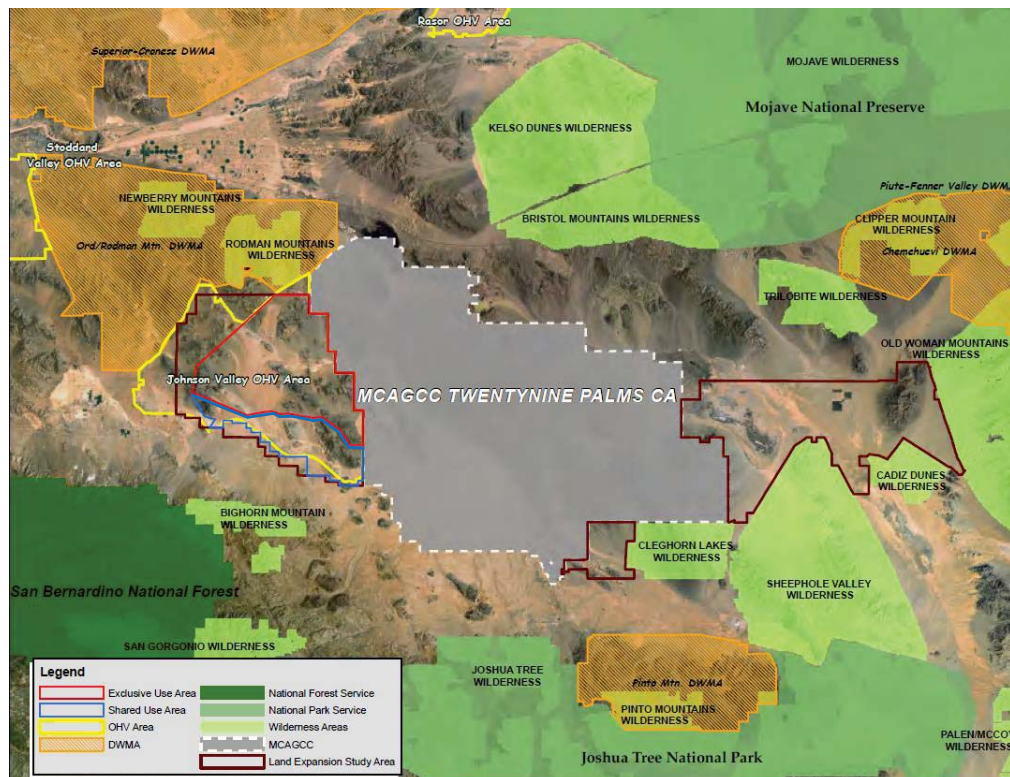 Rasor OHV Area
Superior-Cronese DWMA
MOJAVE WILDERNESS
Mojave National Preserve
KELSO DUNES WILDERNESS
Stoddard
Valley OHV Area
NEWBERRY MOUNTAINS
WILDERNESS
Piute-Fenner Valley DWMA
CLIPPER MOUNTAIN
WILDERNESS
BRISTOL MOUNTAINS WILDERNESS
Ord/Rodman Mtn. DWMA
RODMAN MOUNTAINS
WILDERNESS
Chemehuevi DWMA
TRILOBITE WILDERNESS
OLD WOMAN MOUNTAINS
WILDERNESS
Johnson Valley OHV Area
MCAGCC TWENTYNINE PALMS CA
CADIZ DUNES
WILDERNESS
BIGHORN MOUNTAIN
WILDERNESS
CLEGHORN LAKES
WILDERNESS
SHEEPHOLE VALLEY
WILDERNESS
San Bernardino National Forest
SAN GORGONIO WILDERNESS
JOSHUA TREE
WILDERNESS
Pinto Mtn. DWMA
PINTO MOUNTAINS
WILDERNESS
PALEN/MCCOY
WILDERNESS
Joshua Tree National Park
Legend
Exclusive Use Area
Shared Use Area
OHV Area
DWMA
National Forest Service
National Park Service
Wilderness Areas
MCAGCC
Land Expansion Study Area